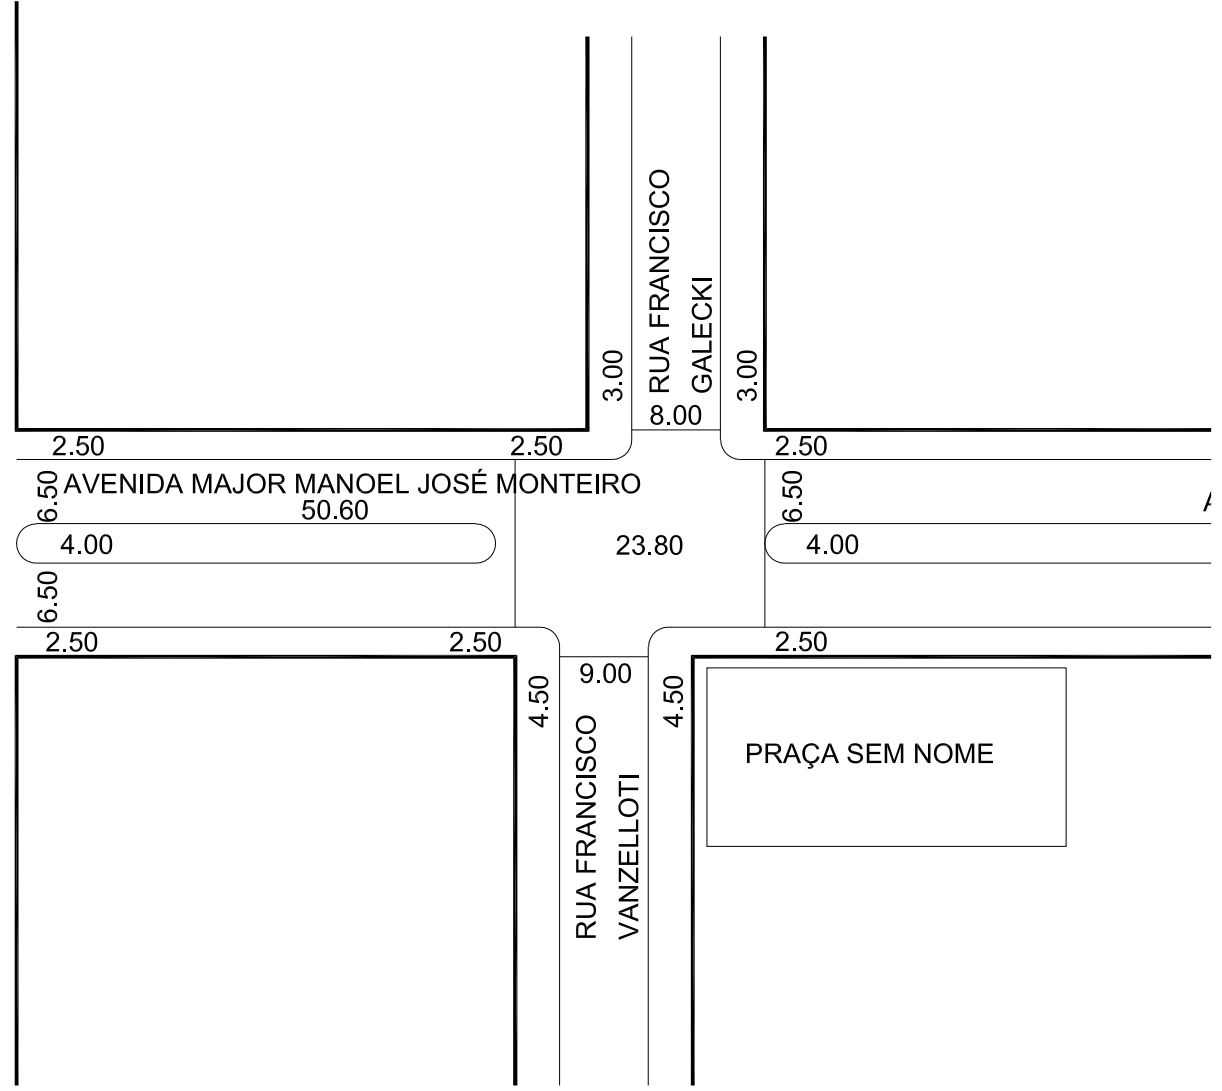 RUA FRANCISCO
GALECKI
3.00
3.00
8.00
2.50
2.50
2.50
6.50
AVENIDA MAJOR MANOEL JOSÉ MONTEIRO
6.50
A
50.60
4.00
23.80
4.00
6.50
2.50
2.50
2.50
4.50
9.00
4.50
RUA FRANCISCO
VANZELLOTI
PRAÇA SEM NOME